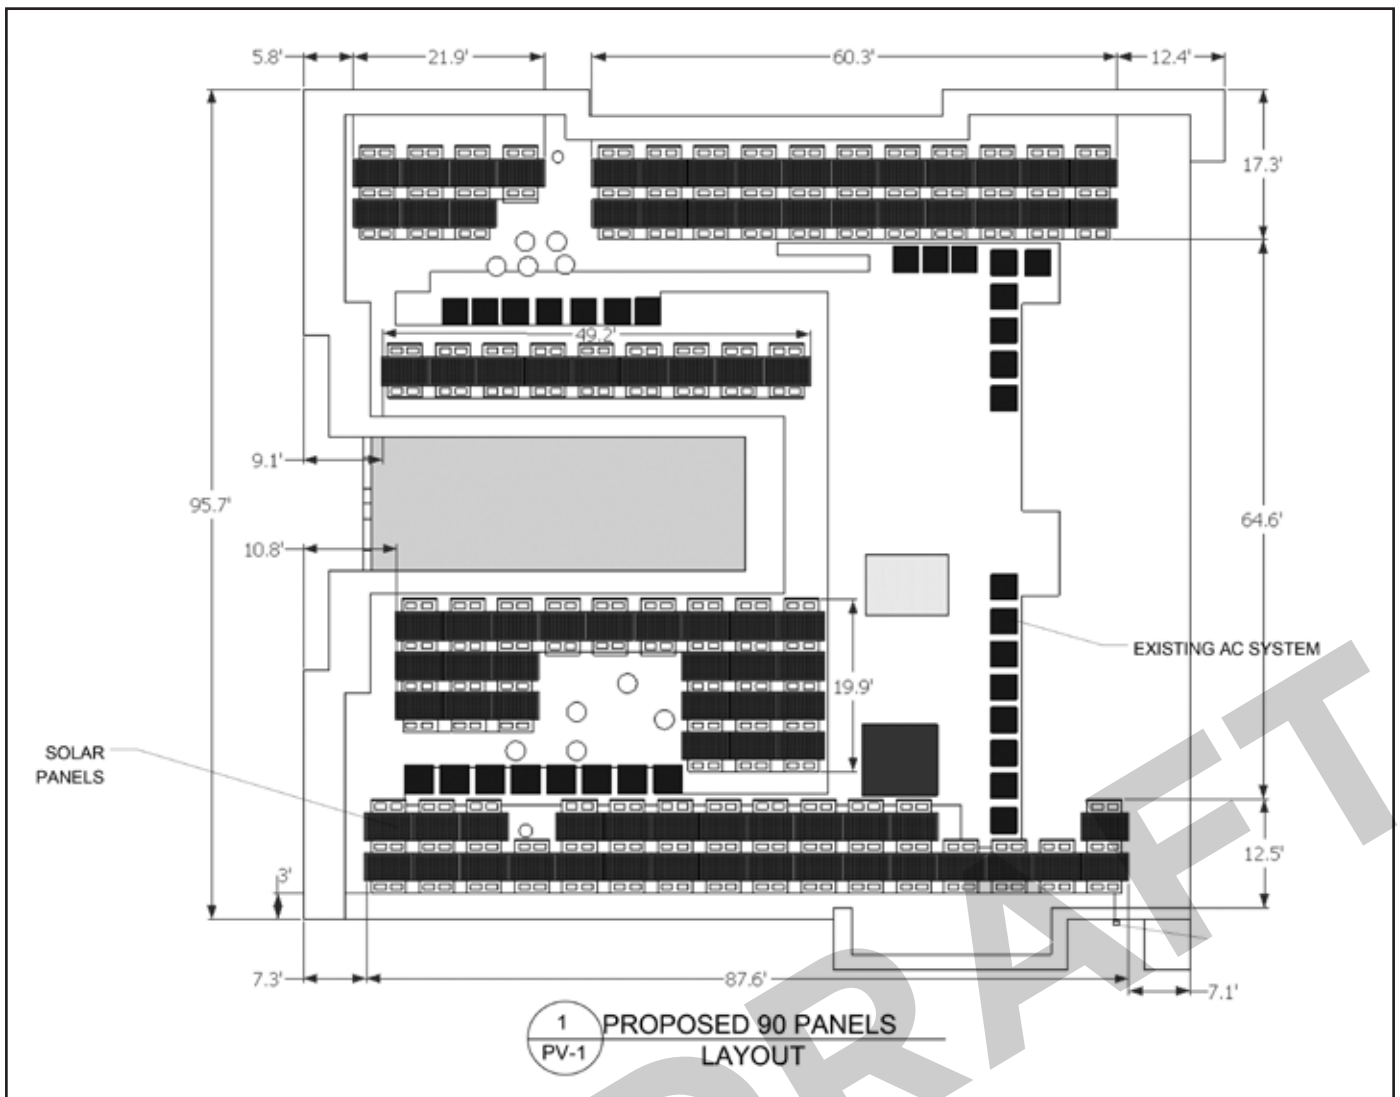 5.8'
21.9'
60.3'
12.4'
17.3'
49.2'
9.1'
95.7'
10.8'
64.6'
EXISTING AC SYSTEM
19.9'
SOLAR
PANELS
12.5'
3'
7.3'
87.6'
7.1'
1
PV-1
PROPOSED 90 PANELS
LAYOUT
DRAFT